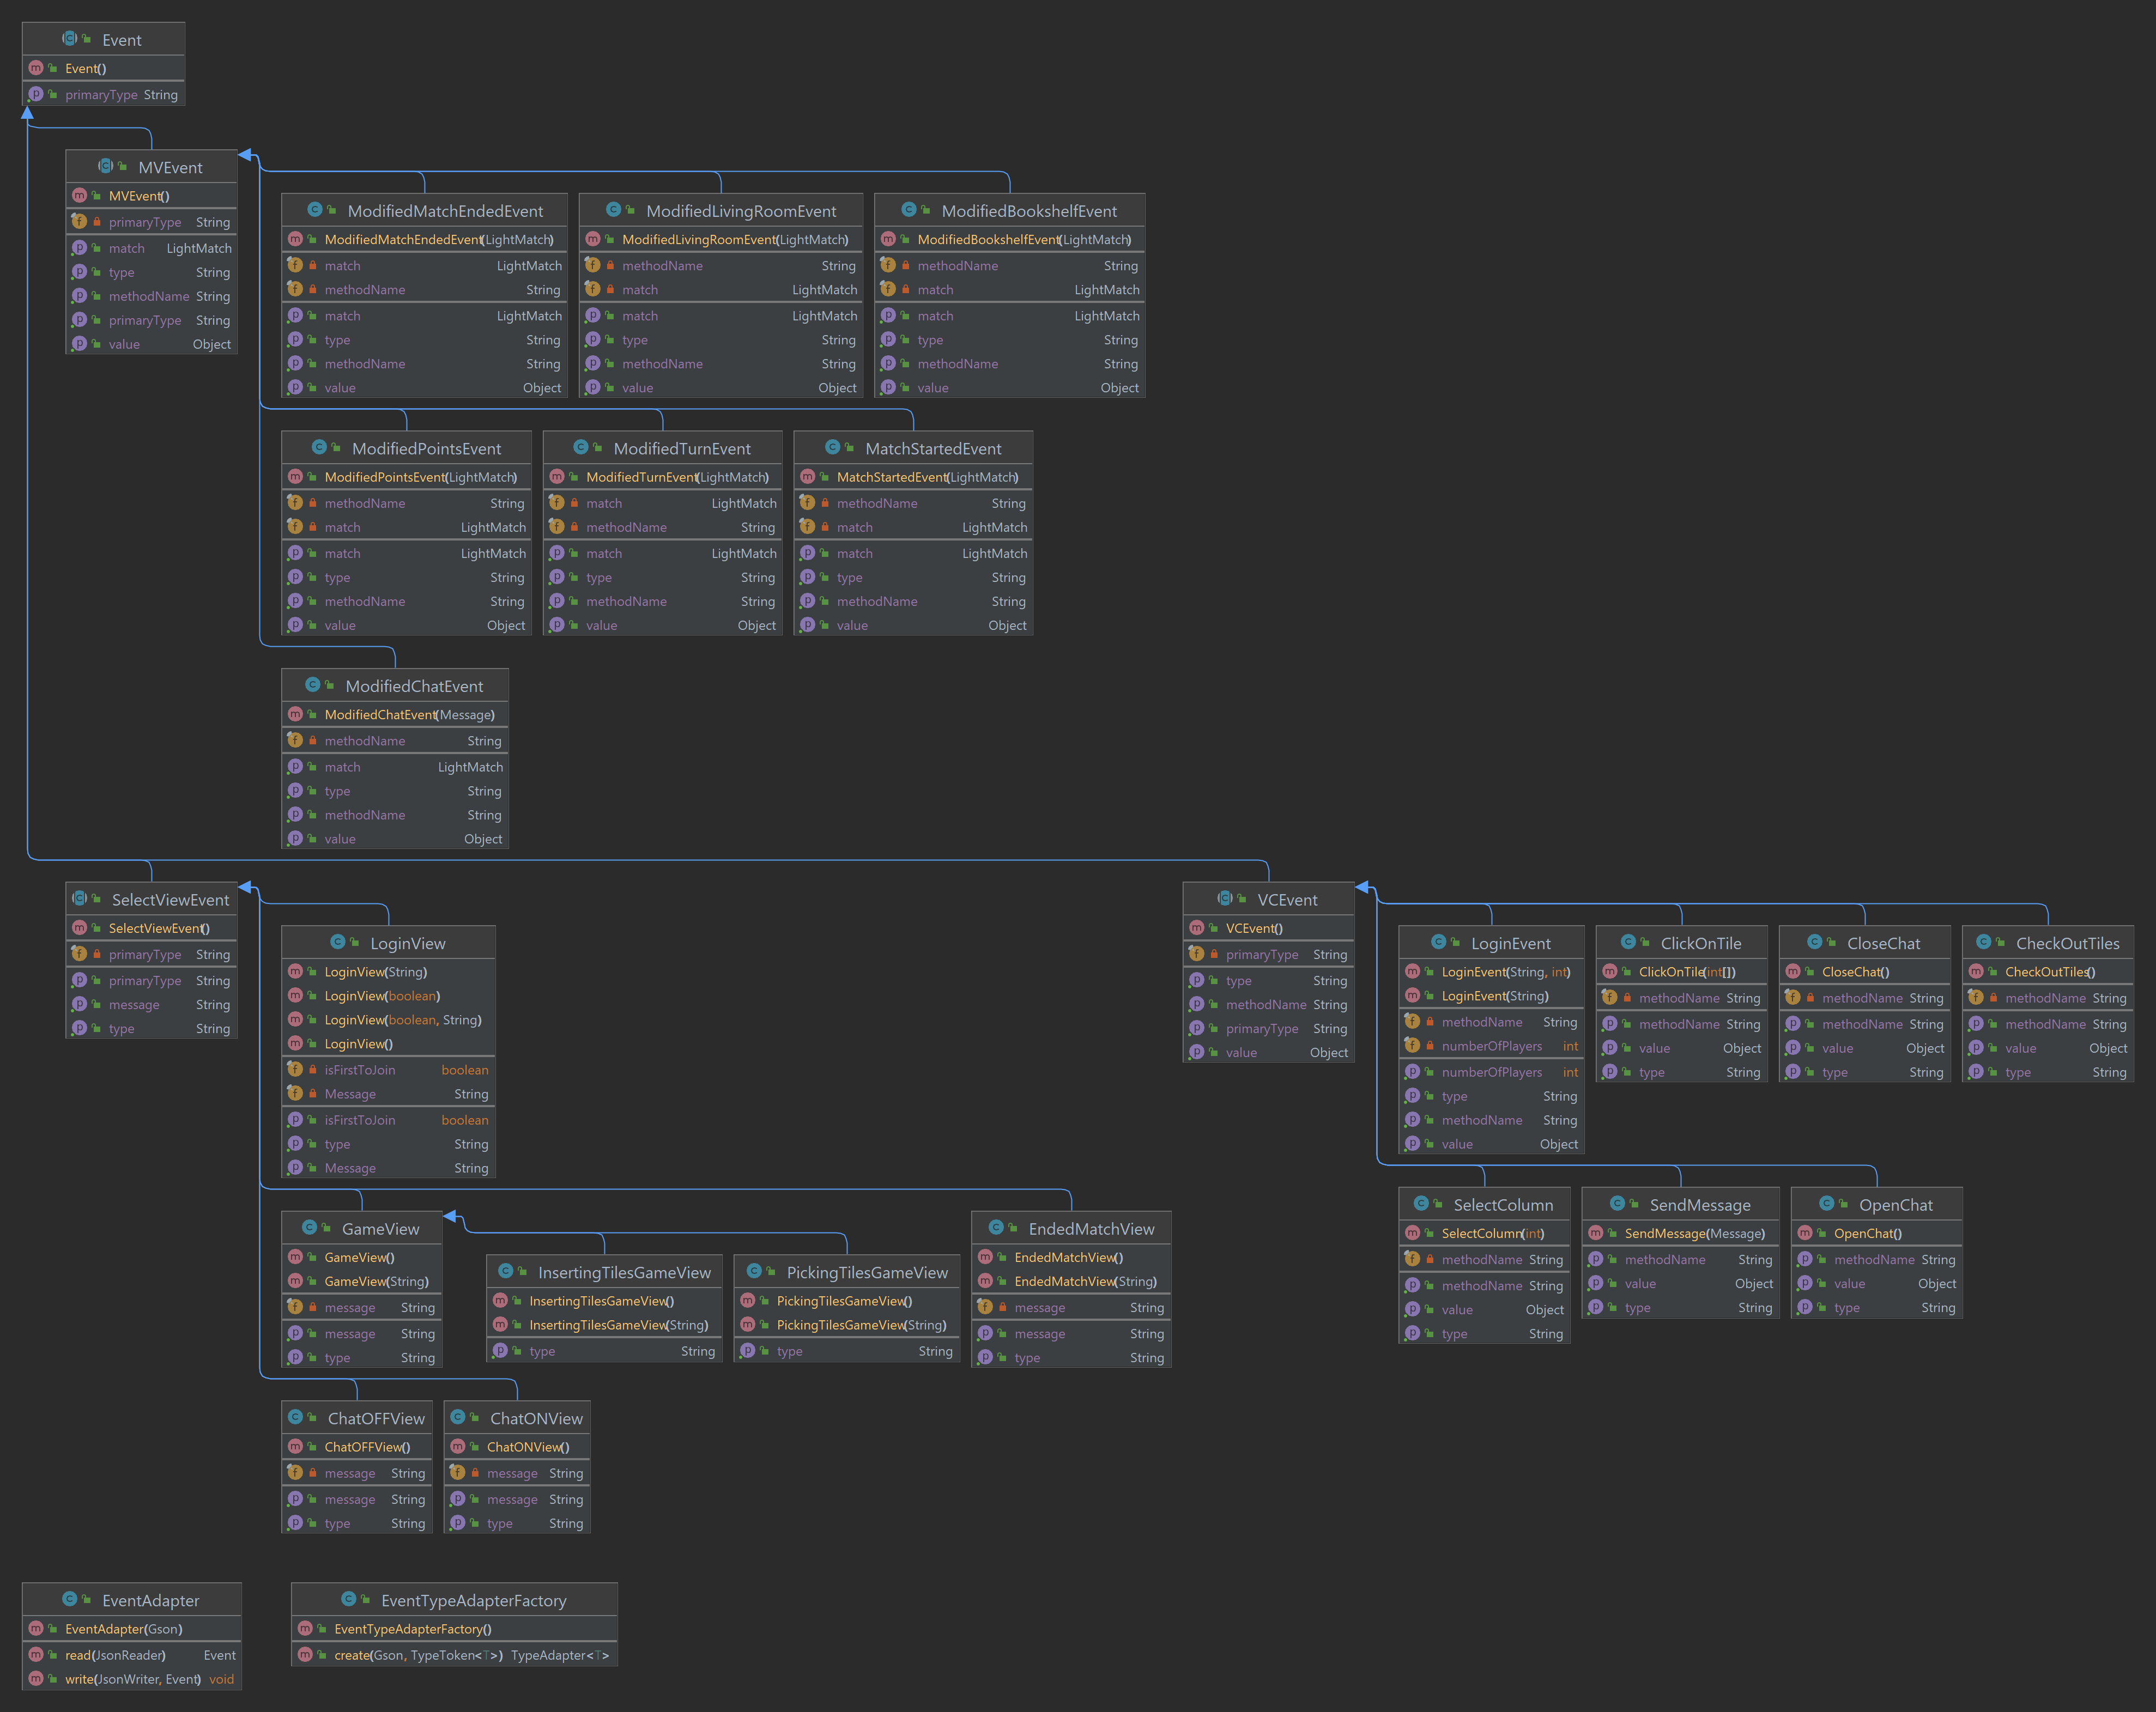 Event
Event()
primaryType String
MVEvent
MVEvent()
primaryType String
match LightMatch
type String
methodName String
primaryType String
value Object
ModifiedMatchEndedEvent
ModifiedMatchEndedEvent(LightMatch)
match LightMatch
methodName String
match LightMatch
type String
methodName String
value Object
ModifiedLivingRoomEvent
ModifiedLivingRoomEvent(LightMatch)
methodName String
match LightMatch
match LightMatch
type String
methodName String
value Object
ModifiedBookshelfEvent
ModifiedBookshelfEvent(LightMatch)
methodName String
match LightMatch
match LightMatch
type String
methodName String
value Object
ModifiedPointsEvent
ModifiedPointsEvent(LightMatch)
methodName String
match LightMatch
match LightMatch
type String
methodName String
value Object
ModifiedTurnEvent
ModifiedTurnEvent(LightMatch)
match LightMatch
methodName String
match LightMatch
type String
methodName String
value Object
MatchStartedEvent
MatchStartedEvent(LightMatch)
methodName String
match LightMatch
match LightMatch
type String
methodName String
value Object
ModifiedChatEvent
ModifiedChatEvent(Message)
methodName String
match LightMatch
type String
methodName String
value Object
SelectViewEvent
SelectViewEvent()
primaryType String
primaryType String
message String
type String
LoginView
LoginView(String)
LoginView(boolean)
LoginView(boolean, String)
LoginView()
isFirstToJoin boolean
Message String
isFirstToJoin boolean
type String
Message String
VCEvent
VCEvent()
primaryType String
type String
methodName String
primaryType String
value Object
LoginEvent
LoginEvent(String, int)
LoginEvent(String)
methodName String
numberOfPlayers int
numberOfPlayers int
type String
methodName String
value Object
ClickOnTile
ClickOnTile(int[])
methodName String
methodName String
value Object
type String
CloseChat
CloseChat()
methodName String
methodName String
value Object
type String
CheckOutTiles
CheckOutTiles()
methodName String
methodName String
value Object
type String
GameView
GameView()
GameView(String)
message String
message String
type String
InsertingTilesGameView
InsertingTilesGameView()
InsertingTilesGameView(String)
type String
PickingTilesGameView
PickingTilesGameView()
PickingTilesGameView(String)
type String
EndedMatchView
EndedMatchView()
EndedMatchView(String)
message String
message String
type String
SelectColumn
SelectColumn(int)
methodName String
methodName String
value Object
type String
SendMessage
SendMessage(Message)
methodName String
value Object
type String
OpenChat
OpenChat()
methodName String
value Object
type String
ChatOFFView
ChatOFFView()
message String
message String
type String
ChatONView
ChatONView()
message String
message String
type String
EventAdapter
EventAdapter(Gson)
read(JsonReader) Event
write(JsonWriter, Event) void
EventTypeAdapterFactory
EventTypeAdapterFactory()
create(Gson, TypeToken<T>) TypeAdapter<T>